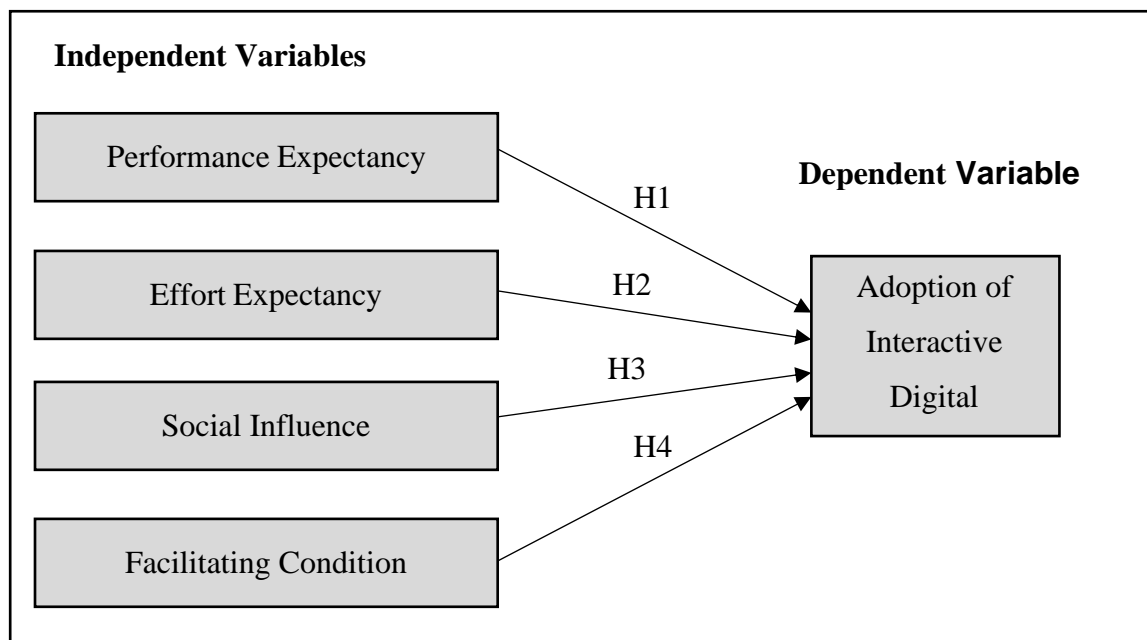 Independent Variables
Performance Expectancy
H1
Dependent Variable
Effort Expectancy
H2
Adoption of
Interactive
Digital
Social Influence
H3
H4
Facilitating Condition